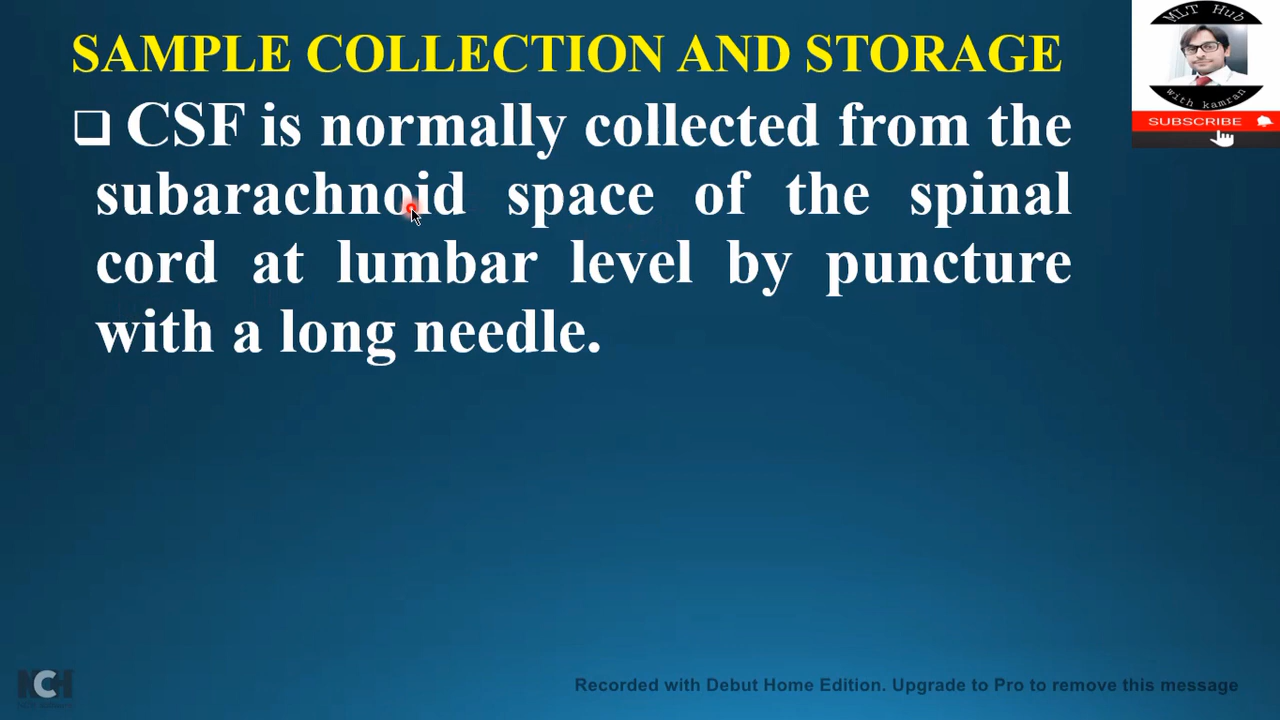 SAMPLE COLLECTION AND STORAGE
CSF is normally collected from the
subarachnoid space of the spinal
cord at lumbar level by puncture
with a long needle.
MLT Hub
with kamran
SUBSCRIBE
NCH
Recorded with Debut Home Edition. Upgrade to Pro to remove this message